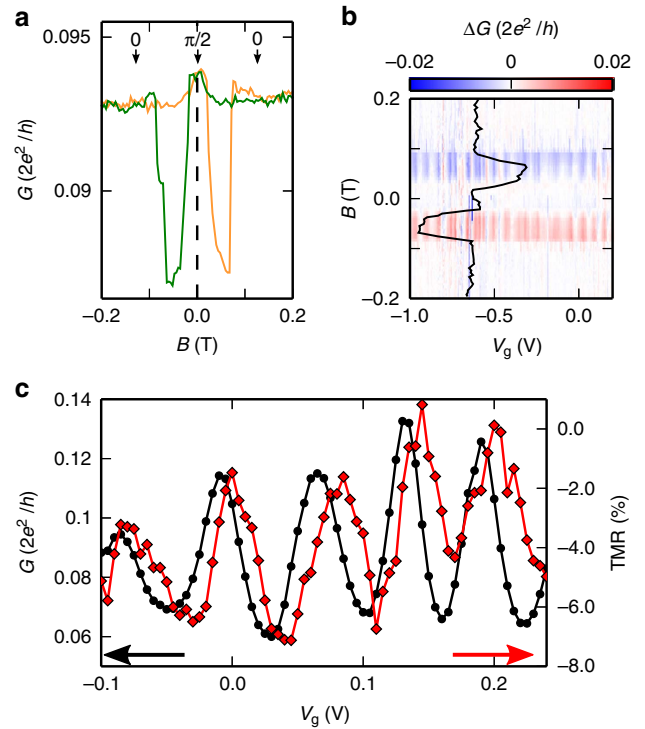 a
0.095
0
π/2
0
0.09
G (2e² /h)
−0.2
0.0
0.2
B (T)
b
ΔG (2e² /h)
−0.02
0
0.02
0.2
0.0
−0.2
B (T)
−1.0
−0.5
0.0
Vg (V)
c
0.14
0.12
0.1
0.08
0.06
G (2e² /h)
0.0
−2.0
−4.0
−6.0
−8.0
TMR (%)
−0.1
0.0
0.1
0.2
Vg (V)